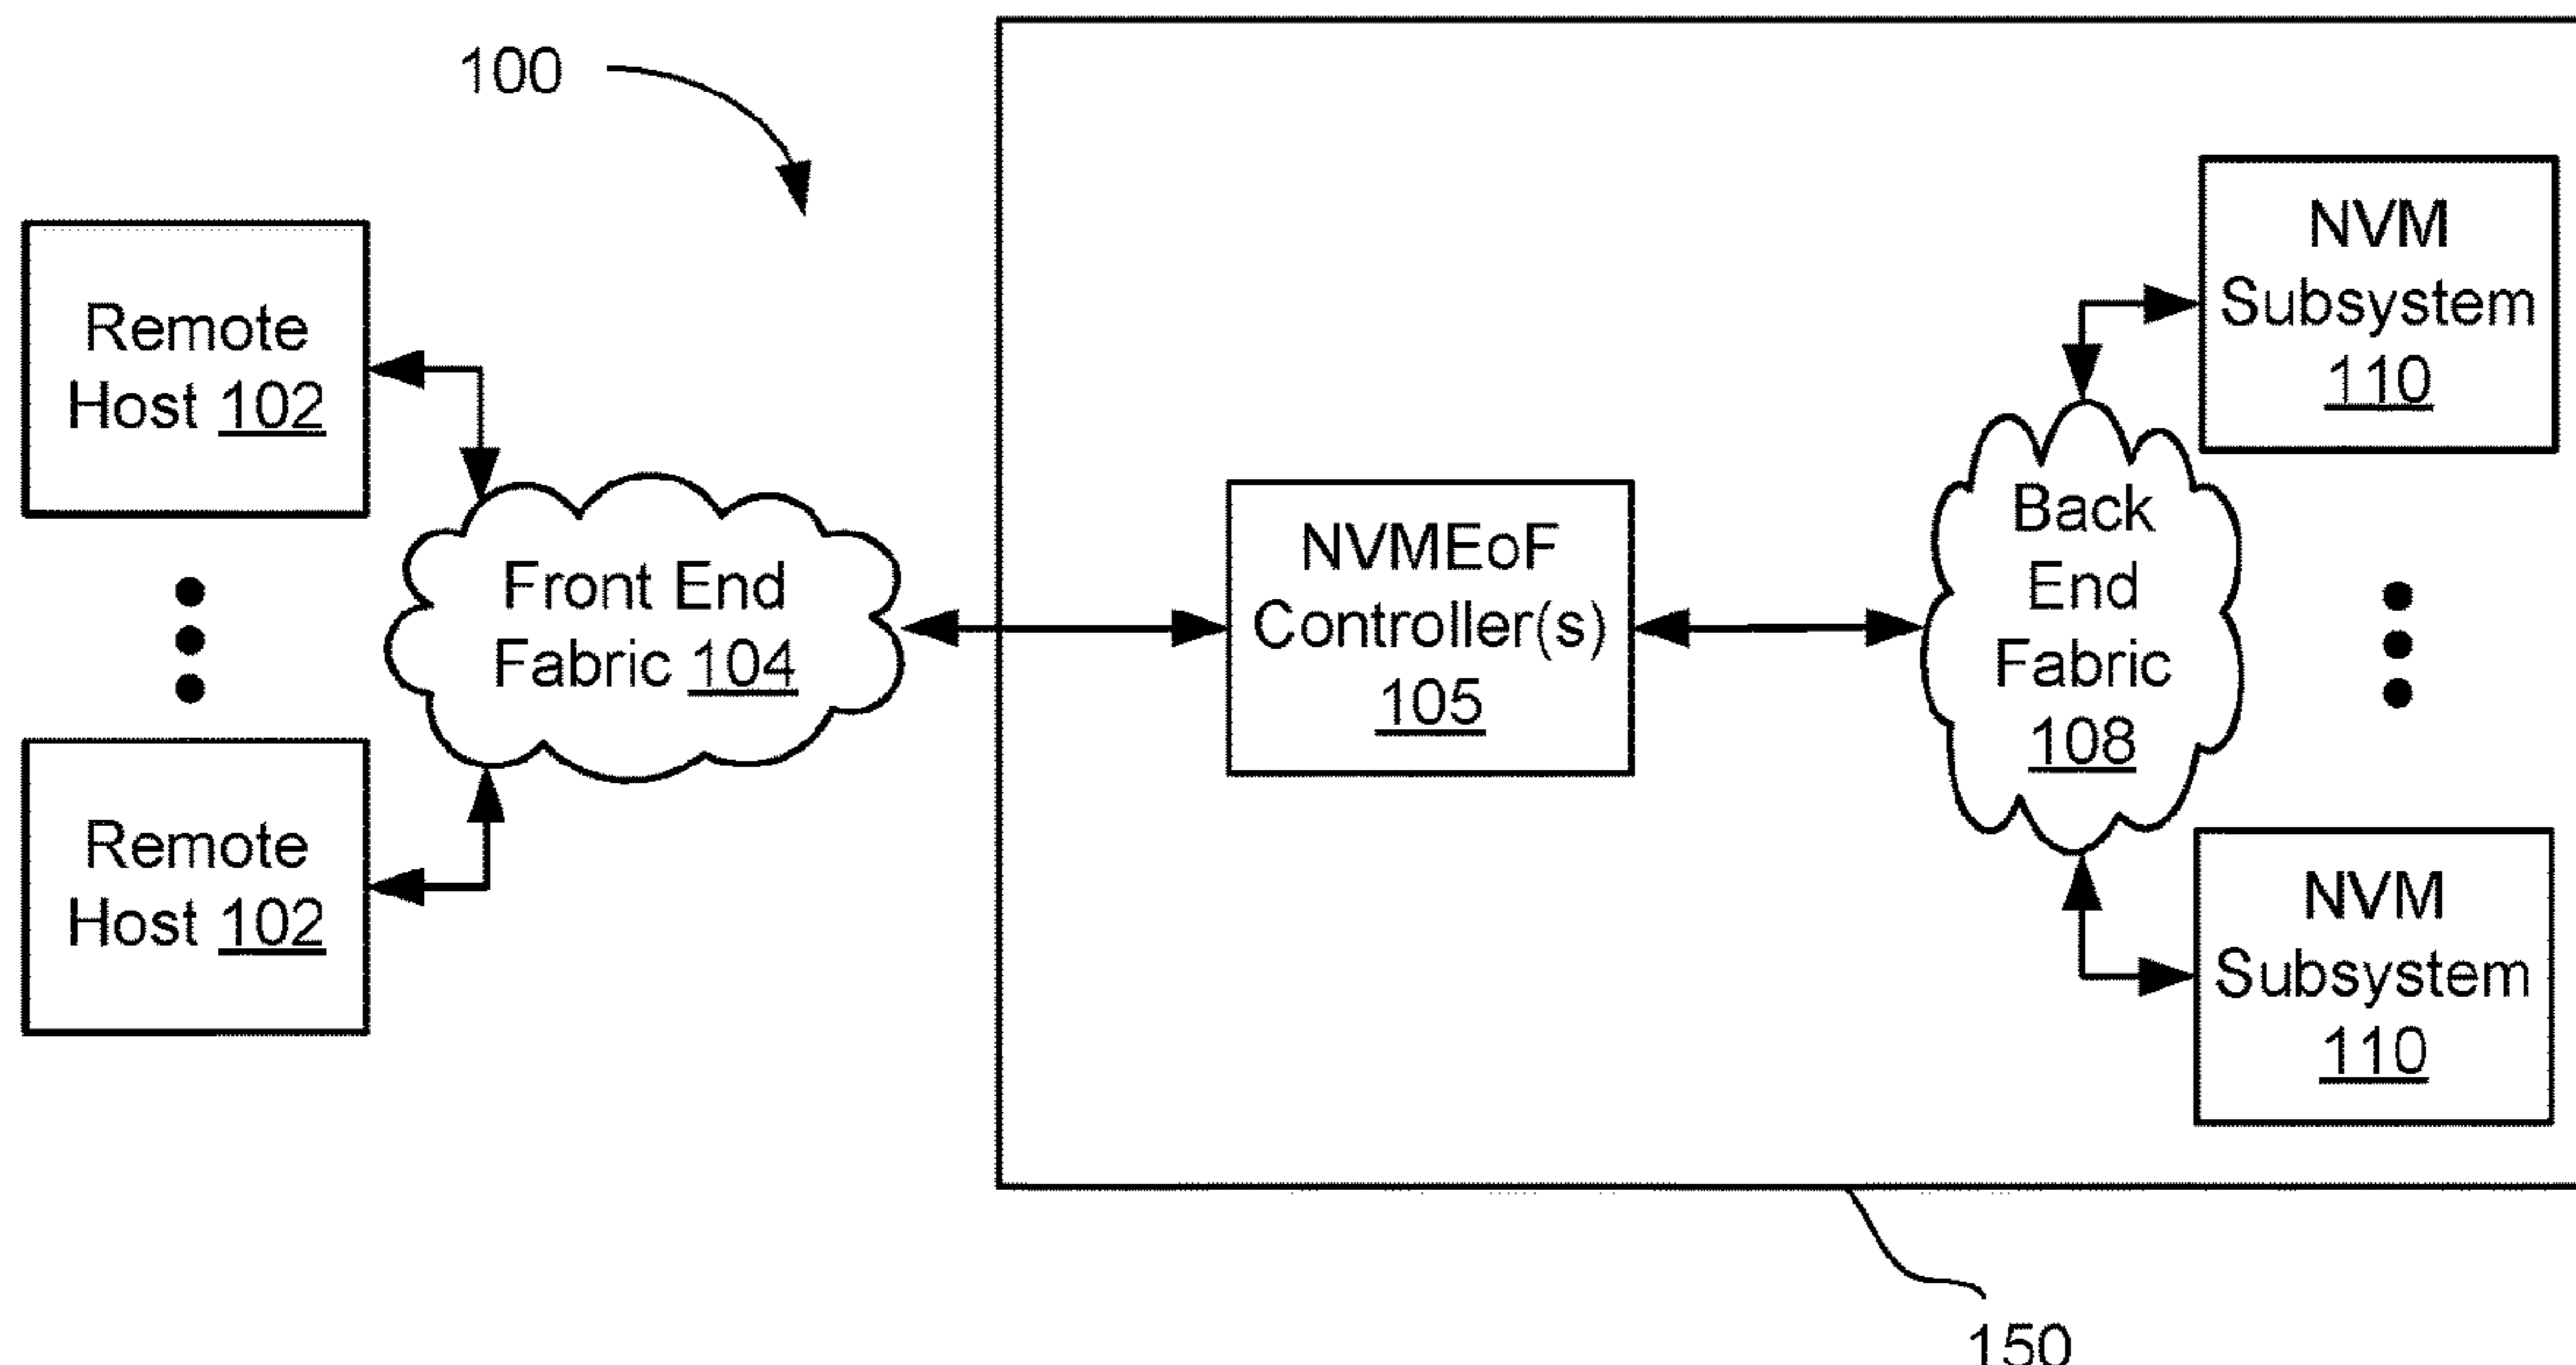 100
Remote
Host 102
Remote
Host 102
Front End
Fabric 104
NVMEoF
Controller(s)
105
Back
End
Fabric
108
NVM
Subsystem
110
NVM
Subsystem
110
150